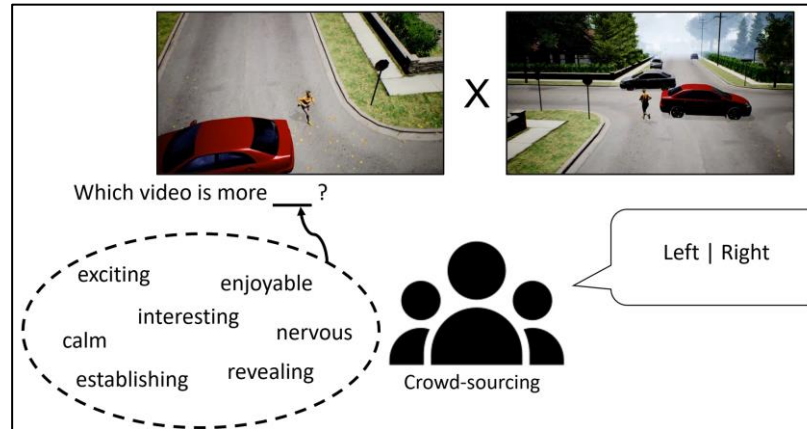 X
Which video is more ___ ?
exciting
enjoyable
interesting
calm
nervous
establishing
revealing
Left | Right
Crowd-sourcing